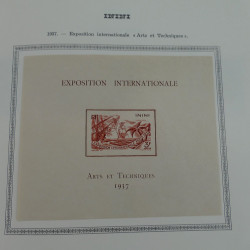 ININI
1937. — Exposition internationale «Arts et Techniques».
EXPOSITION INTERNATIONALE
ARTS ET TECHNIQUES
1937